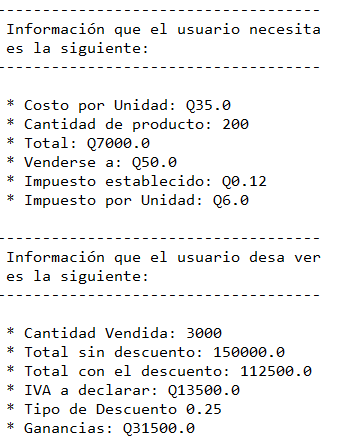 -----------------------------------
Información que el usuario necesita
es la siguiente:
-----------------------------------
* Costo por Unidad: Q35.0
* Cantidad de producto: 200
* Total: Q7000.0
* Venderse a: Q50.0
* Impuesto establecido: Q0.12
* Impuesto por Unidad: Q6.0
-----------------------------------
Información que el usuario desa ver
es la siguiente:
-----------------------------------
* Cantidad Vendida: 3000
* Total sin descuento: 150000.0
* Total con el descuento: 112500.0
* IVA a declarar: Q13500.0
* Tipo de Descuento 0.25
* Ganancias: Q31500.0